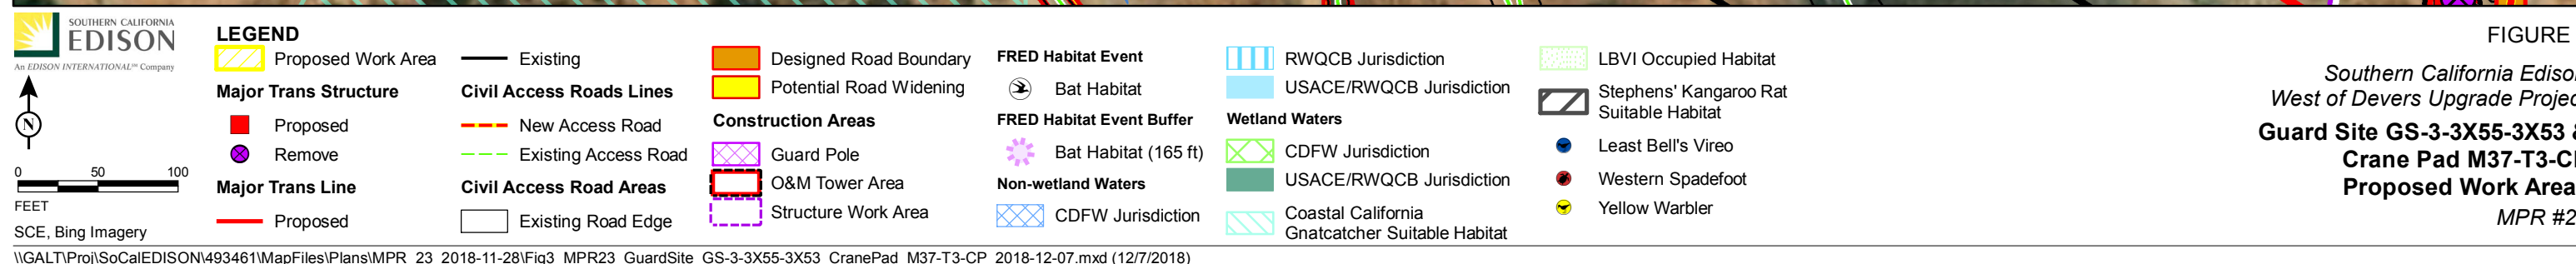 SOUTHERN CALIFORNIA
EDISON
An EDISON INTERNATIONAL℠ Company
N
0 50 100
FEET
SCE, Bing Imagery
LEGEND
Proposed Work Area
Major Trans Structure
Proposed
Remove
Major Trans Line
Proposed
Existing
Civil Access Roads Lines
New Access Road
Existing Access Road
Civil Access Road Areas
Existing Road Edge
Designed Road Boundary
Potential Road Widening
Construction Areas
Guard Pole
O&M Tower Area
Structure Work Area
FRED Habitat Event
Bat Habitat
FRED Habitat Event Buffer
Bat Habitat (165 ft)
Non-wetland Waters
CDFW Jurisdiction
RWQCB Jurisdiction
USACE/RWQCB Jurisdiction
Wetland Waters
CDFW Jurisdiction
USACE/RWQCB Jurisdiction
Coastal California
Gnatcatcher Suitable Habitat
LBVI Occupied Habitat
Stephens' Kangaroo Rat
Suitable Habitat
Least Bell's Vireo
Western Spadefoot
Yellow Warbler
FIGURE
Southern California Ediso
West of Devers Upgrade Projec
Guard Site GS-3-3X55-3X53 &
Crane Pad M37-T3-C
Proposed Work Area
MPR #2
\\GALT\Proj\SoCalEDISON\493461\MapFiles\Plans\MPR_23_2018-11-28\Fig3_MPR23_GuardSite_GS-3-3X55-3X53_CranePad_M37-T3-CP_2018-12-07.mxd (12/7/2018)